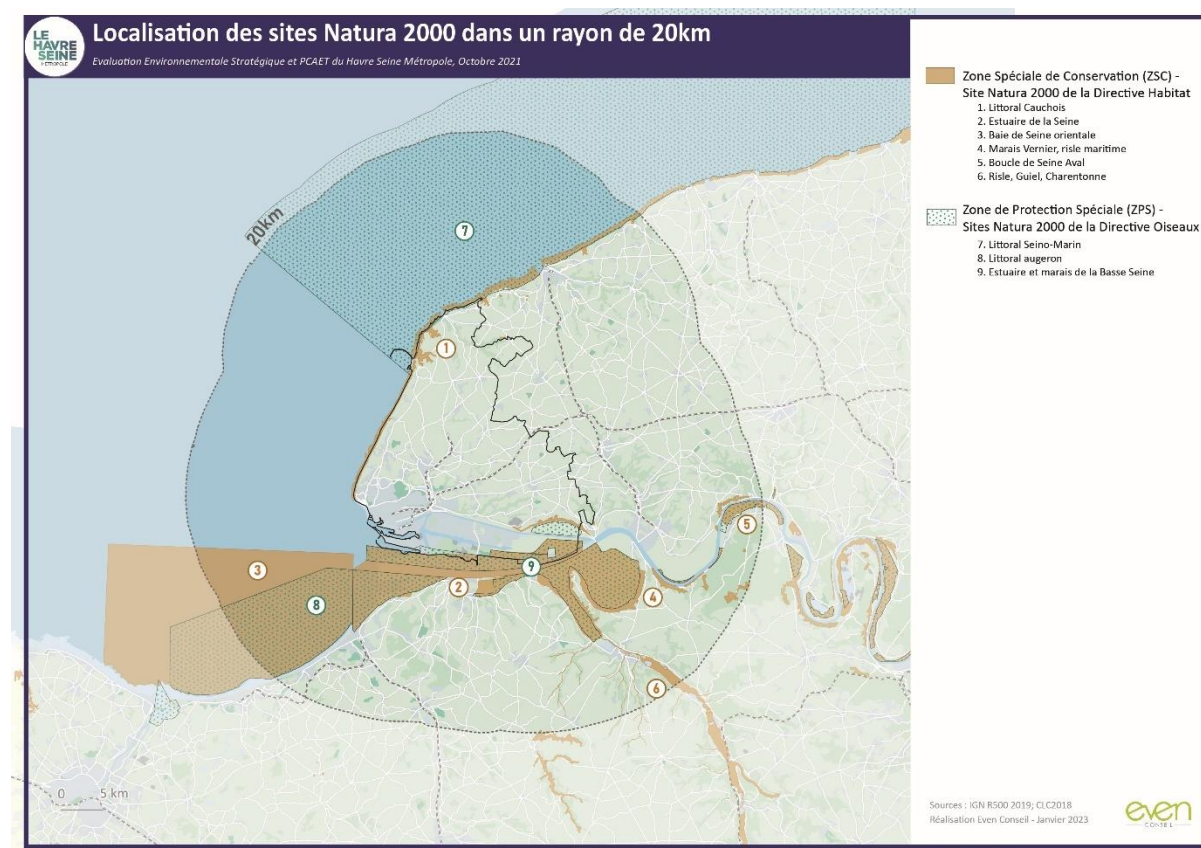 LE
HAVRE
SEINE
MÉTROPOLE
Localisation des sites Natura 2000 dans un rayon de 20km
Evaluation Environnementale Stratégique et PCAET du Havre Seine Métropole, Octobre 2021
Zone Spéciale de Conservation (ZSC) -
Site Natura 2000 de la Directive Habitat
1. Littoral Cauchois
2. Estuaire de la Seine
3. Baie de Seine orientale
4. Marais Vernier, risle maritime
5. Boucle de Seine Aval
6. Risle, Guiel, Charentonne
Zone de Protection Spéciale (ZPS) -
Sites Natura 2000 de la Directive Oiseaux
7. Littoral Seino-Marin
8. Littoral augeron
9. Estuaire et marais de la Basse Seine
20km
7
1
5
3
9
2
8
4
6
0 5 km
Sources : IGN R500 2019; CLC2018
Réalisation Even Conseil - Janvier 2023
even
CONSEIL